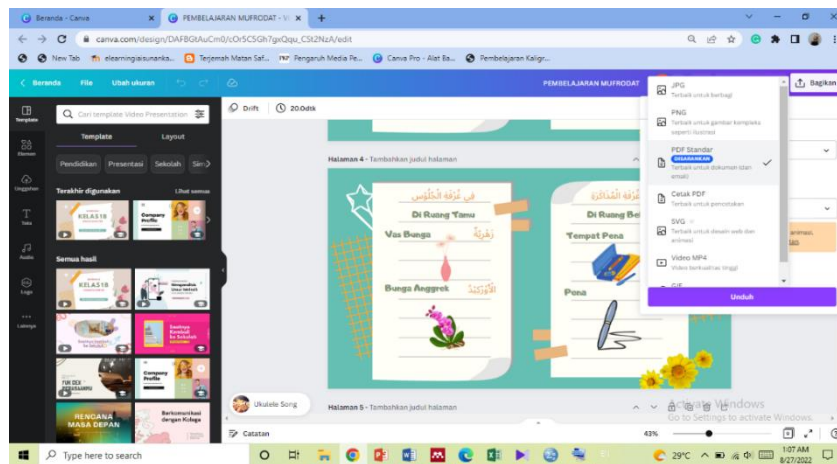 Beranda - Canva
PEMBELAJARAN MUFRODAT - Vi
canva.com/design/DAFBGtAuCm0/cOr5C5Gh7gxQqu_CSt2NzA/edit
New Tab
elearningiaisunanka...
Terjemah Matan Saf...
Pengaruh Media Pe...
Canva Pro - Alat Ba...
Pembelajaran Kaligr...
Beranda
File
Ubah ukuran
PEMBELAJARAN MUFRODAT
Bagikan
Template
Elemen
Unggahan
Teks
Audio
Logo
Lainnya
Cari template Video Presentation
Template
Layout
Pendidikan
Presentasi
Sekolah
Terakhir digunakan
Lihat semua
KELAS 1B
Company
Profile
Semua hasil
KELAS 1B
Company
Profile
RENCANA
MASA DEPAN
Berkomunikasi
dengan Kolega
Drift
20.0dtk
Halaman 4 - Tambahkan judul halaman
في غرفة الجلوس
Di Ruang Tamu
Vas Bunga
زهرية
Bunga Anggrek
Di Ruang Bel
Tempat Pena
Pena
Ukulele Song
Halaman 5 - Tambahkan judul halaman
Catatan
43%
JPG
Terbaik untuk berbagi
PNG
Terbaik untuk gambar kompleks
seperti ilustrasi
PDF Standar
DISARANKAN
Terbaik untuk dokumen (dan
email)
Cetak PDF
Terbaik untuk pencetakan
SVG
Terbaik untuk desain web dan
animasi
Video MP4
Video berkualitas tinggi
GIF
Unduh
animasi.
Activate Windows
Go to Settings to activate Windows.
Type here to search
29°C
1:07 AM
8/27/2022